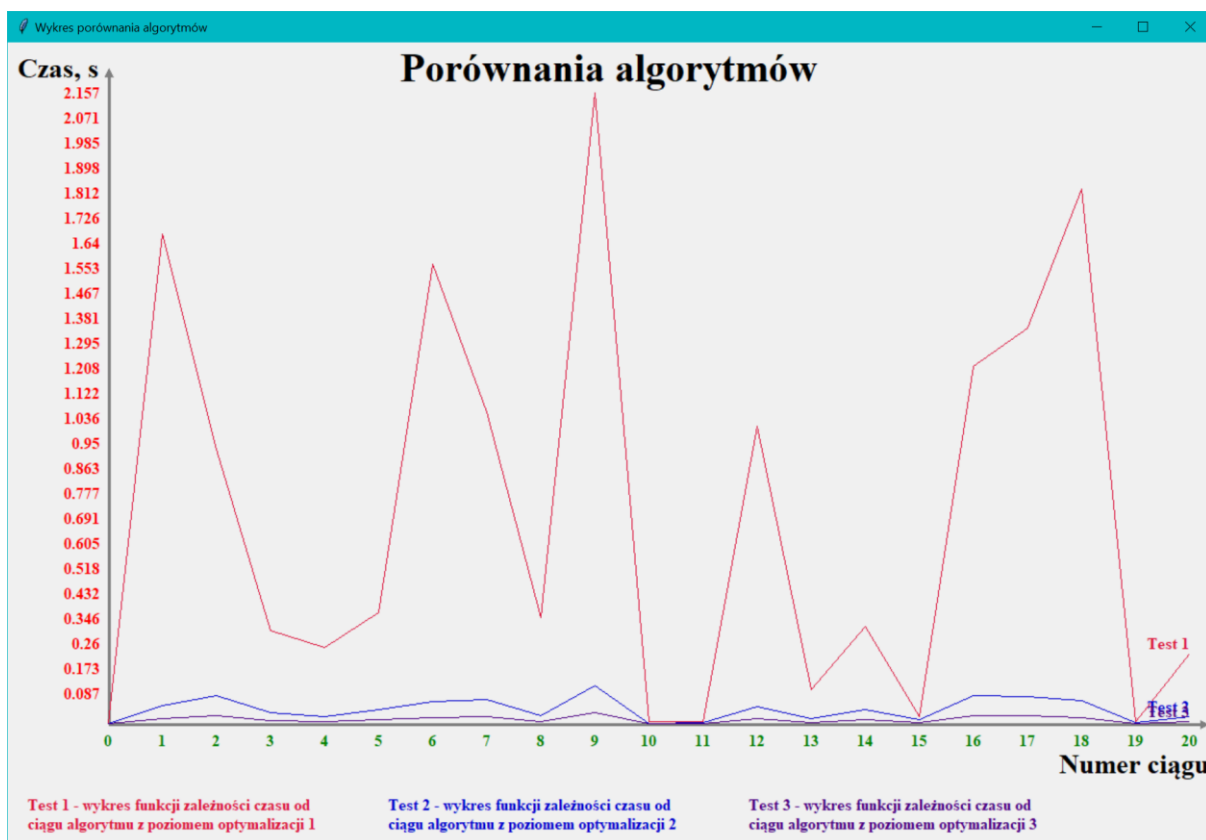 Wykres porównania algorytmów
Porównania algorytmów
Czas, s
2.157
2.071
1.985
1.898
1.812
1.726
1.64
1.553
1.467
1.381
1.295
1.208
1.122
1.036
0.95
0.863
0.777
0.691
0.605
0.518
0.432
0.346
0.26
0.173
0.087
Test 1
Test 2
Test 3
0 1 2 3 4 5 6 7 8 9 10 11 12 13 14 15 16 17 18 19 20
Numer ciągu
Test 1 - wykres funkcji zależności czasu od
ciągu algorytmu z poziomem optymalizacji 1
Test 2 - wykres funkcji zależności czasu od
ciągu algorytmu z poziomem optymalizacji 2
Test 3 - wykres funkcji zależności czasu od
ciągu algorytmu z poziomem optymalizacji 3